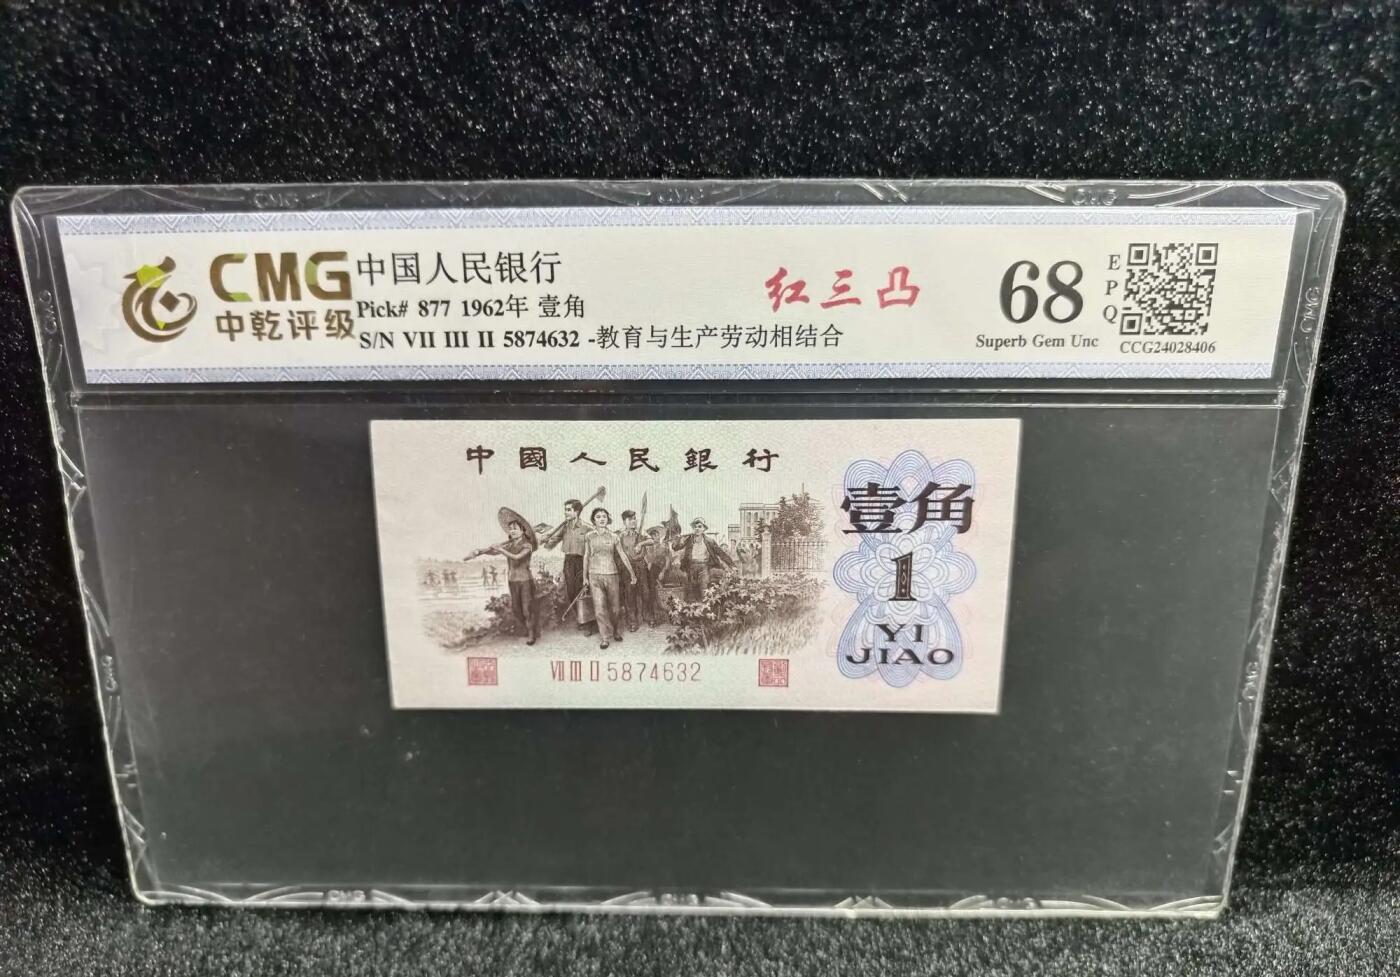 CMG
中乾评级
中国人民银行
Pick# 877 1962年 壹角
S/N VII III II 5874632 -教育与生产劳动相结合
红三凸
68
Superb Gem Unc
EPQ
CCG24028406
中國人民銀行
壹角
1
YI
JIAO
VII III II 5874632